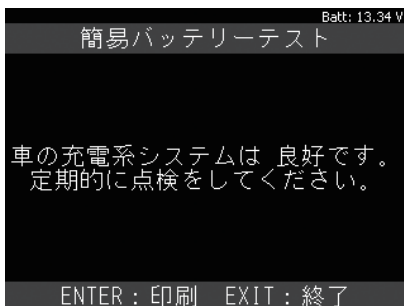 Batt: 13.34 V
簡易バッテリーテスト
車の充電系システムは 良好です。
定期的に点検をしてください。
ENTER：印刷　EXIT：終了